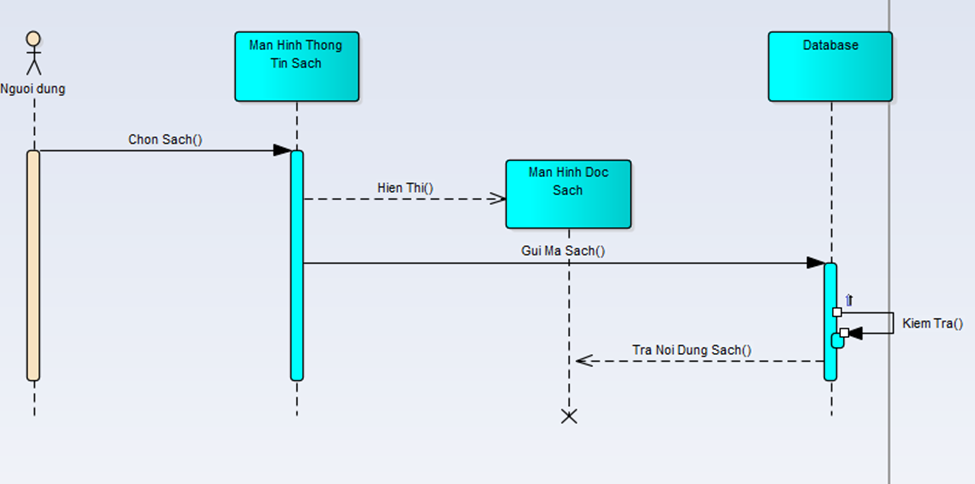 Man Hinh Thong
Tin Sach
Database
Nguoi dung
Chon Sach()
Man Hinh Doc
Sach
Hien Thi()
Gui Ma Sach()
Kiem Tra()
Tra Noi Dung Sach()